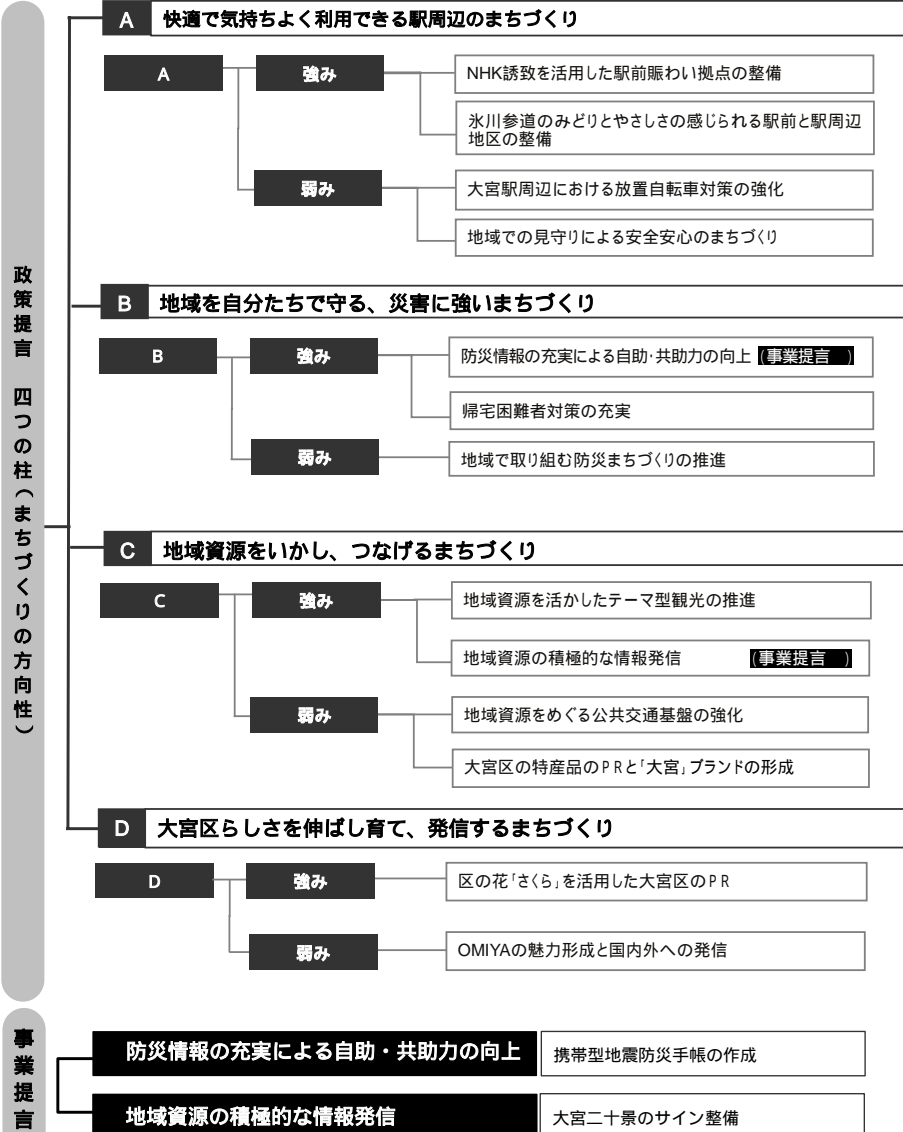 政策提言 四つの柱（まちづくりの方向性）
A 快適で気持ちよく利用できる駅周辺のまちづくり
A 強み NHK誘致を活用した駅前賑わい拠点の整備
氷川参道のみどりとやさしさの感じられる駅前と駅周辺
地区の整備
弱み 大宮駅周辺における放置自転車対策の強化
地域での見守りによる安全安心のまちづくり
B 地域を自分たちで守る、災害に強いまちづくり
B 強み 防災情報の充実による自助・共助力の向上 (事業提言 )
帰宅困難者対策の充実
弱み 地域で取り組む防災まちづくりの推進
C 地域資源をいかし、つなげるまちづくり
C 強み 地域資源を活かしたテーマ型観光の推進
地域資源の積極的な情報発信 (事業提言 )
弱み 地域資源をめぐる公共交通基盤の強化
大宮区の特産品のPRと「大宮」ブランドの形成
D 大宮区らしさを伸ばし育て、発信するまちづくり
D 強み 区の花「さくら」を活用した大宮区のPR
弱み OMIYAの魅力形成と国内外への発信
事業提言
防災情報の充実による自助・共助力の向上 携帯型地震防災手帳の作成
地域資源の積極的な情報発信 大宮二十景のサイン整備